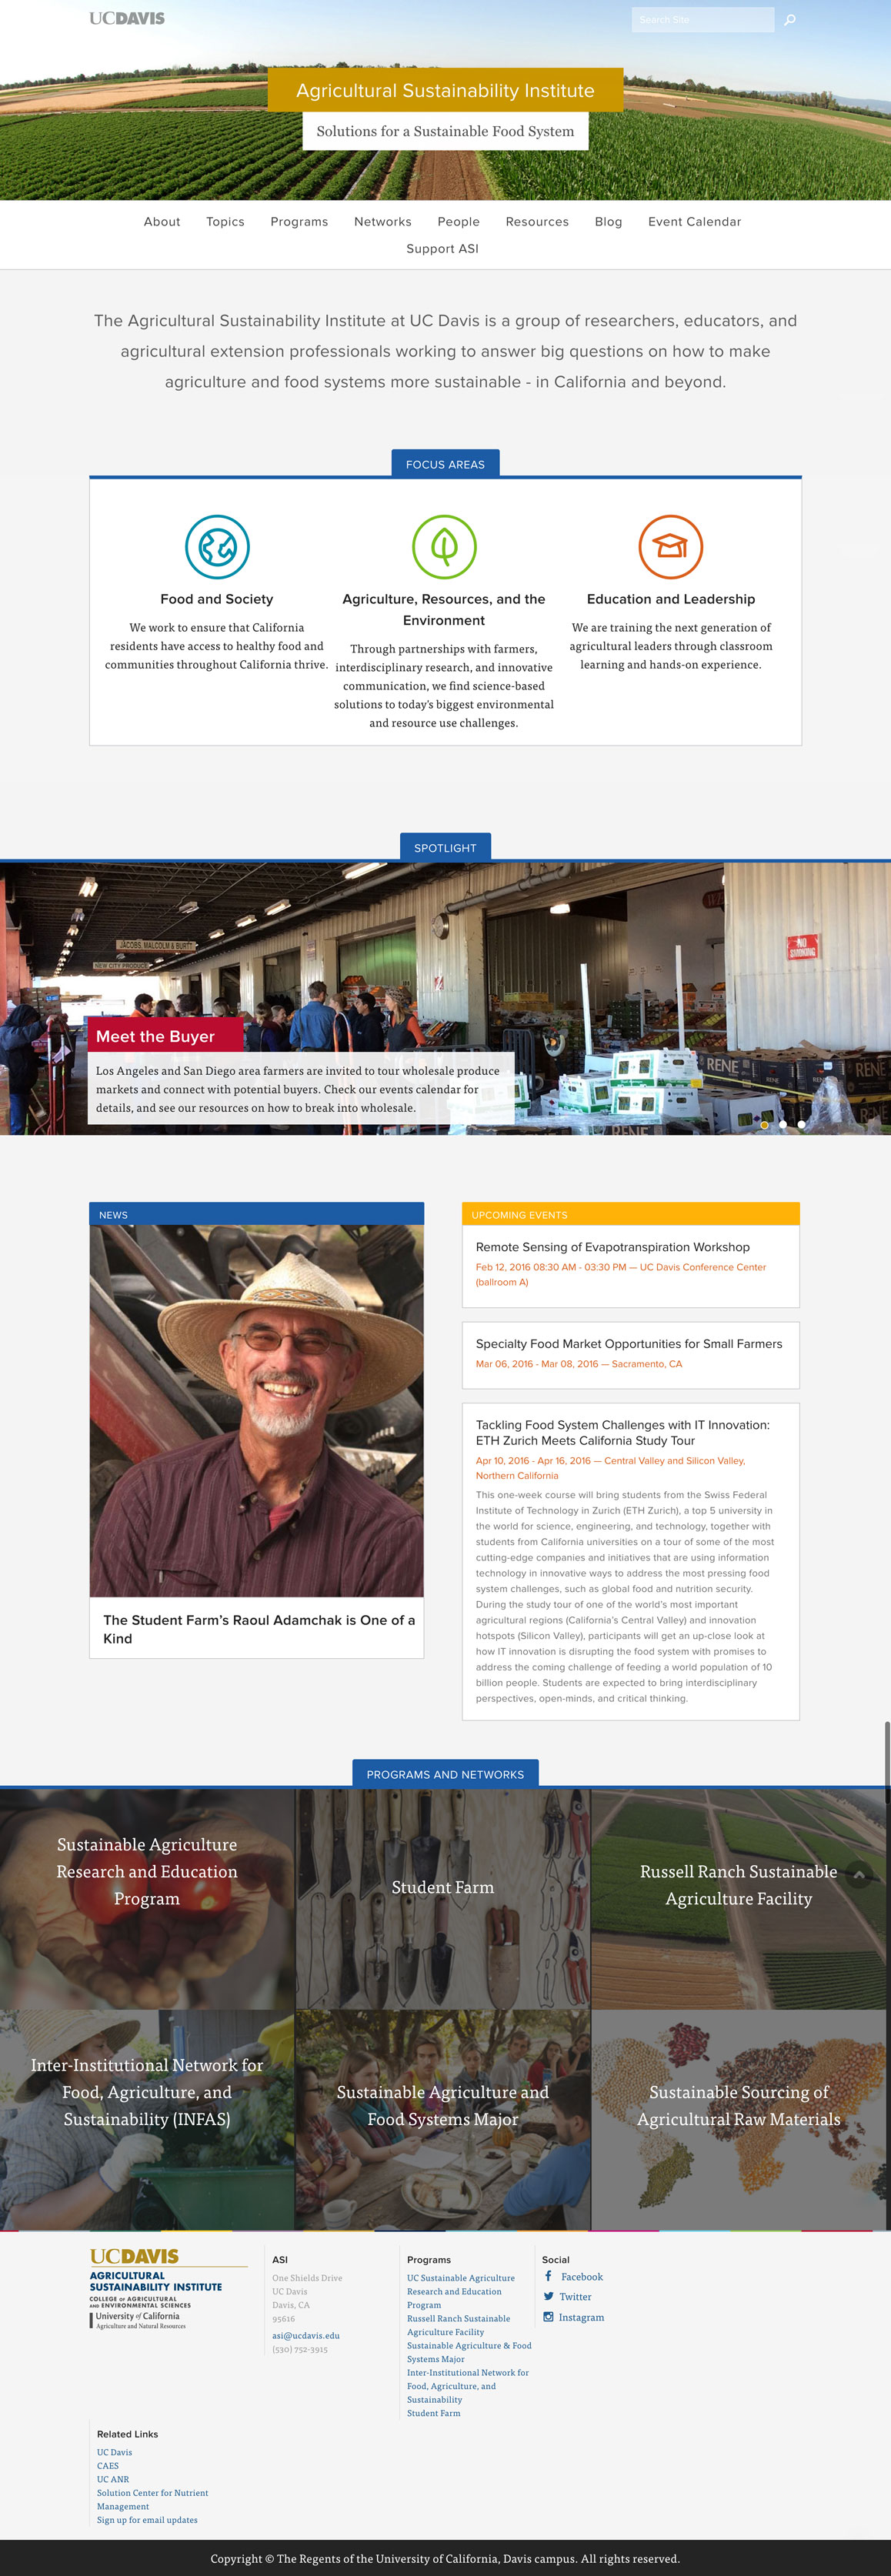 UCDAVIS
Search Site
Agricultural Sustainability Institute
Solutions for a Sustainable Food System
About Topics Programs Networks People Resources Blog Event Calendar
Support ASI
The Agricultural Sustainability Institute at UC Davis is a group of researchers, educators, and
agricultural extension professionals working to answer big questions on how to make
agriculture and food systems more sustainable - in California and beyond.
FOCUS AREAS
Food and Society
We work to ensure that California
residents have access to healthy food and
communities throughout California thrive.
Agriculture, Resources, and the
Environment
Through partnerships with farmers,
interdisciplinary research, and innovative
communication, we find science-based
solutions to today's biggest environmental
and resource use challenges.
Education and Leadership
We are training the next generation of
agricultural leaders through classroom
learning and hands-on experience.
SPOTLIGHT
JACOBS, MALCOLM & BURTT
NEW CITY PRODUCE
NO
SMOKING
RENE
RENE
RENE
Meet the Buyer
Los Angeles and San Diego area farmers are invited to tour wholesale produce
markets and connect with potential buyers. Check our events calendar for
details, and see our resources on how to break into wholesale.
NEWS
The Student Farm's Raoul Adamchak is One of a
Kind
UPCOMING EVENTS
Remote Sensing of Evapotranspiration Workshop
Feb 12, 2016 08:30 AM - 03:30 PM — UC Davis Conference Center
(ballroom A)
Specialty Food Market Opportunities for Small Farmers
Mar 06, 2016 - Mar 08, 2016 — Sacramento, CA
Tackling Food System Challenges with IT Innovation:
ETH Zurich Meets California Study Tour
Apr 10, 2016 - Apr 16, 2016 — Central Valley and Silicon Valley,
Northern California
This one-week course will bring students from the Swiss Federal
Institute of Technology in Zurich (ETH Zurich), a top 5 university in
the world for science, engineering, and technology, together with
students from California universities on a tour of some of the most
cutting-edge companies and initiatives that are using information
technology in innovative ways to address the most pressing food
system challenges, such as global food and nutrition security.
During the study tour of one of the world's most important
agricultural regions (California's Central Valley) and innovation
hotspots (Silicon Valley), participants will get an up-close look at
how IT innovation is disrupting the food system with promises to
address the coming challenge of feeding a world population of 10
billion people. Students are expected to bring interdisciplinary
perspectives, open-minds, and critical thinking.
PROGRAMS AND NETWORKS
Sustainable Agriculture
Research and Education
Program
Student Farm
Russell Ranch Sustainable
Agriculture Facility
Inter-Institutional Network for
Food, Agriculture, and
Sustainability (INFAS)
Sustainable Agriculture and
Food Systems Major
Sustainable Sourcing of
Agricultural Raw Materials
UCDAVIS
AGRICULTURAL
SUSTAINABILITY INSTITUTE
COLLEGE OF AGRICULTURAL
AND ENVIRONMENTAL SCIENCES
University of California
Agriculture and Natural Resources
ASI
One Shields Drive
UC Davis
Davis, CA
95616
asi@ucdavis.edu
(530) 752-3915
Programs
UC Sustainable Agriculture
Research and Education
Program
Russell Ranch Sustainable
Agriculture Facility
Sustainable Agriculture & Food
Systems Major
Inter-Institutional Network for
Food, Agriculture, and
Sustainability
Student Farm
Social
Facebook
Twitter
Instagram
Related Links
UC Davis
CAES
UC ANR
Solution Center for Nutrient
Management
Sign up for email updates
Copyright © The Regents of the University of California, Davis campus. All rights reserved.